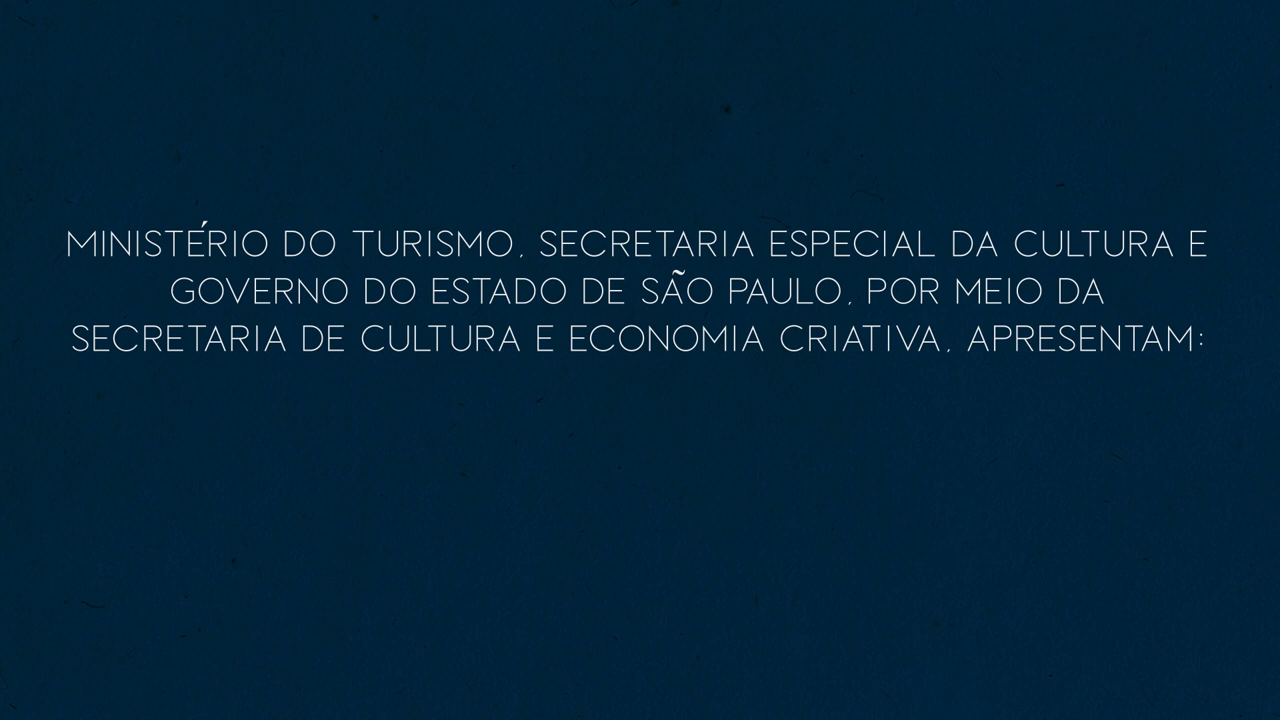 MINISTÉRIO DO TURISMO, SECRETARIA ESPECIAL DA CULTURA E
GOVERNO DO ESTADO DE SÃO PAULO, POR MEIO DA
SECRETARIA DE CULTURA E ECONOMIA CRIATIVA, APRESENTAM: